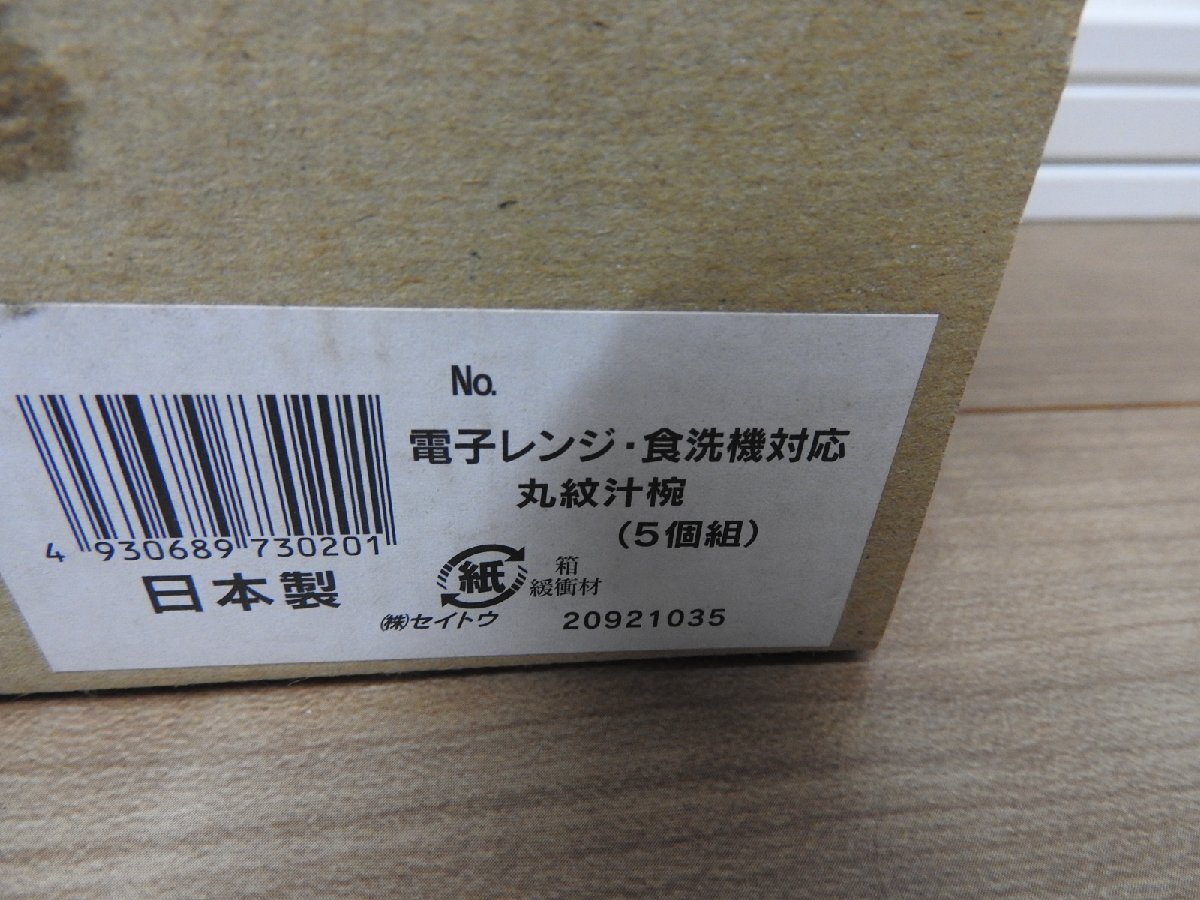 No.
電子レンジ・食洗機対応
丸紋汁椀
(5個組)
4 930689 730201
日本製
紙
箱
緩衝材
㈱セイトウ 20921035